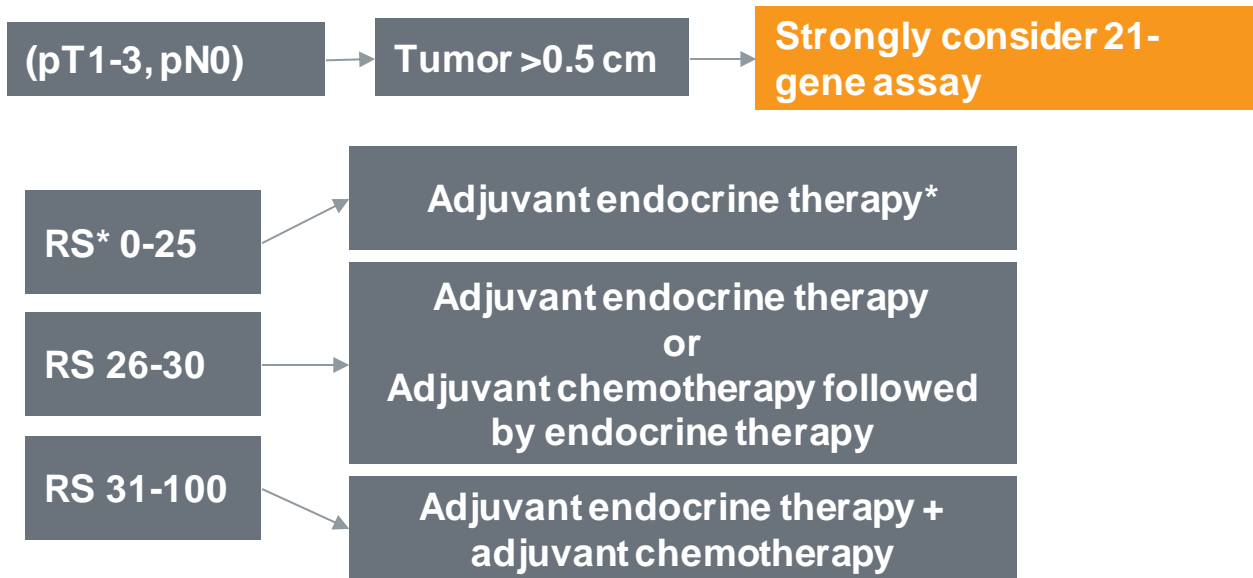 (pT1-3, pN0)
Tumor >0.5 cm
Strongly consider 21-
gene assay
RS* 0-25
Adjuvant endocrine therapy*
RS 26-30
Adjuvant endocrine therapy
or
Adjuvant chemotherapy followed
by endocrine therapy
RS 31-100
Adjuvant endocrine therapy +
adjuvant chemotherapy